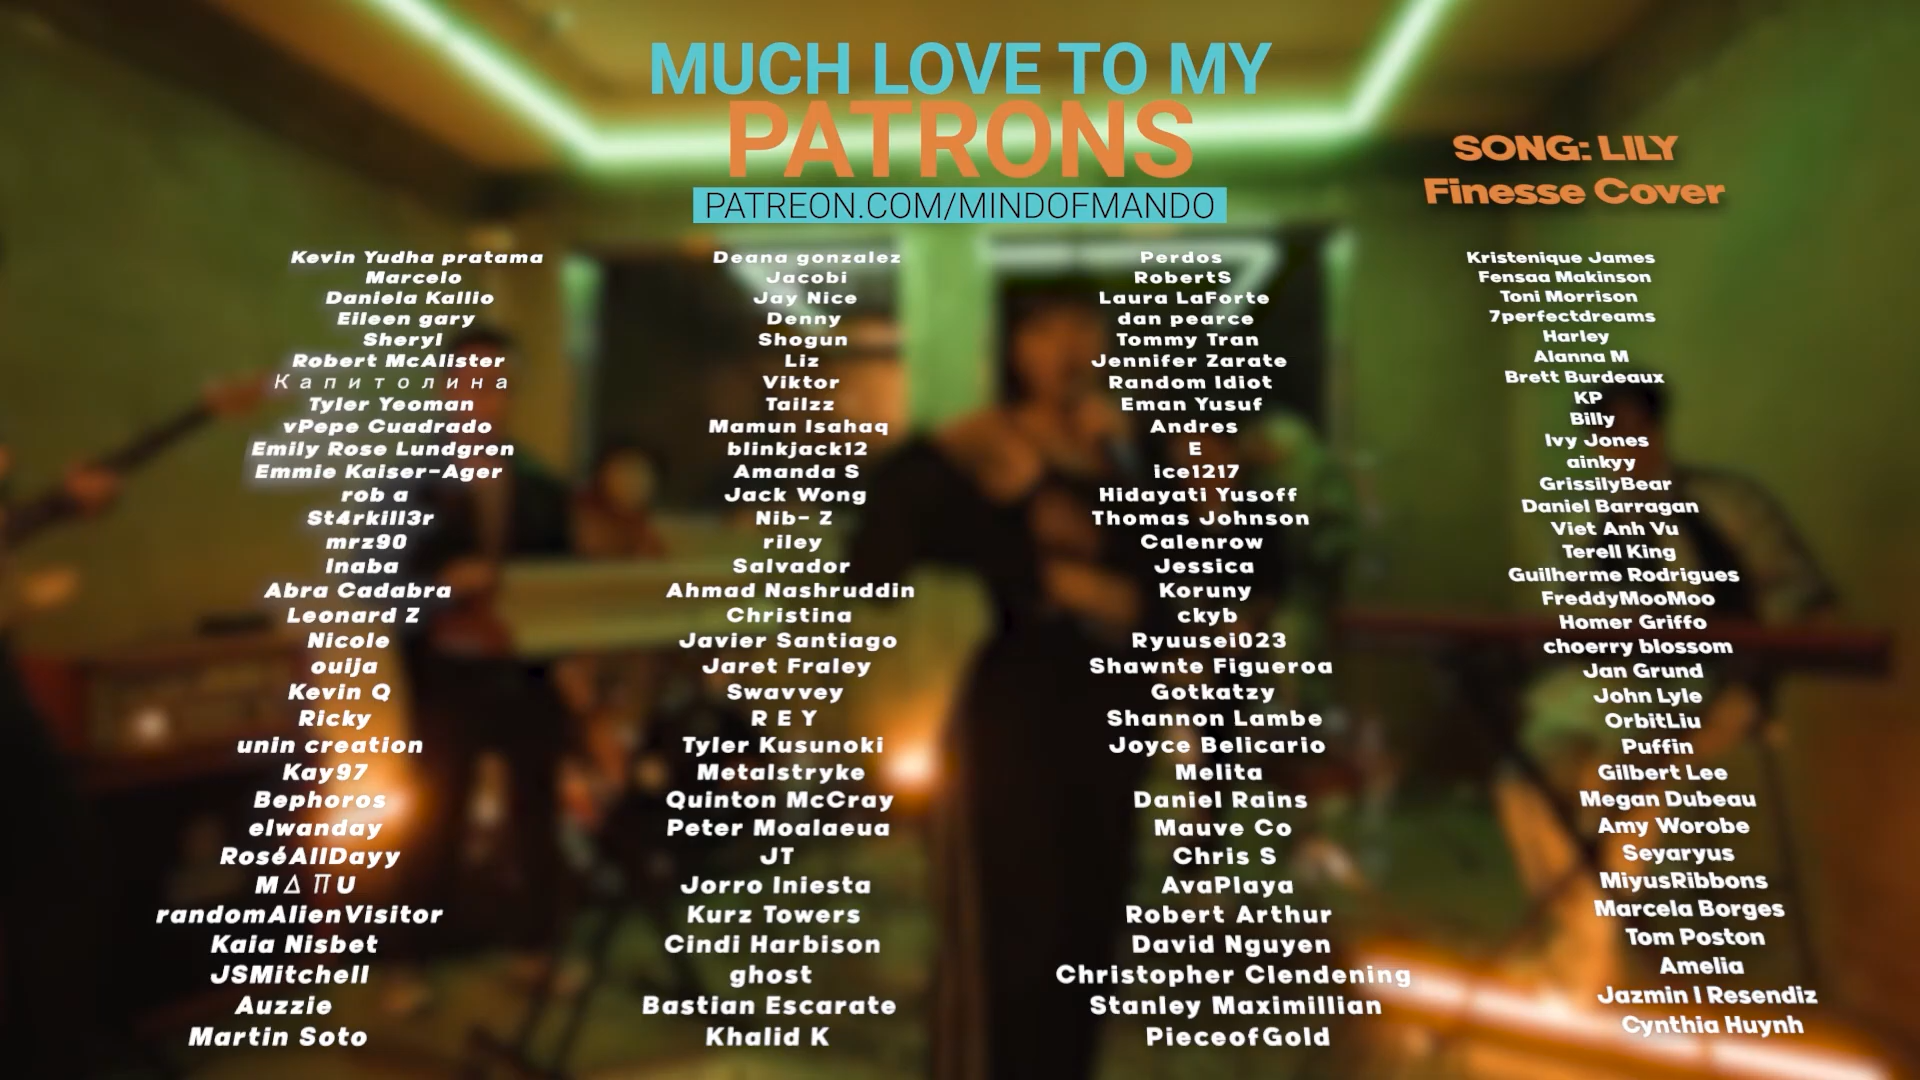 MUCH LOVE TO MY
PATRONS
PATREON.COM/MINDOFMANDO
SONG: LILY
Finesse Cover
Kevin Yudha pratama
Marcelo
Daniela Kallio
Eileen gary
Sheryl
Robert McAlister
Капитолина
Tyler Yeoman
vPepe Cuadrado
Emily Rose Lundgren
Emmie Kaiser-Ager
rob a
St4rkill3r
mrz90
Inaba
Abra Cadabra
Leonard Z
Nicole
ouija
Kevin Q
Ricky
unin creation
Kay97
Bephoros
elwanday
RoséAllDayy
M Δ π U
randomAlienVisitor
Kaia Nisbet
JSMitchell
Auzzie
Martin Soto
Deana gonzalez
Jacobi
Jay Nice
Denny
Shogun
Liz
Viktor
Tailzz
Mamun Isahaq
blinkjack12
Amanda S
Jack Wong
Nib- Z
riley
Salvador
Ahmad Nashruddin
Christina
Javier Santiago
Jaret Fraley
Swavvey
R E Y
Tyler Kusunoki
Metalstryke
Quinton McCray
Peter Moalaeua
JT
Jorro Iniesta
Kurz Towers
Cindi Harbison
ghost
Bastian Escarate
Khalid K
Perdos
RobertS
Laura LaForte
dan pearce
Tommy Tran
Jennifer Zarate
Random Idiot
Eman Yusuf
Andres
E
ice1217
Hidayati Yusoff
Thomas Johnson
Calenrow
Jessica
Koruny
ckyb
Ryuusei023
Shawnte Figueroa
Gotkatzy
Shannon Lambe
Joyce Belicario
Melita
Daniel Rains
Mauve Co
Chris S
AvaPlaya
Robert Arthur
David Nguyen
Christopher Clendening
Stanley Maximillian
PieceofGold
Kristenique James
Fensaa Makinson
Toni Morrison
7perfectdreams
Harley
Alanna M
Brett Burdeaux
KP
Billy
Ivy Jones
ainkyy
GrissilyBear
Daniel Barragan
Viet Anh Vu
Terell King
Guilherme Rodrigues
FreddyMooMoo
Homer Griffo
choerry blossom
Jan Grund
John Lyle
OrbitLiu
Puffin
Gilbert Lee
Megan Dubeau
Amy Worobe
Seyaryus
MiyusRibbons
Marcela Borges
Tom Poston
Amelia
Jazmin I Resendiz
Cynthia Huynh